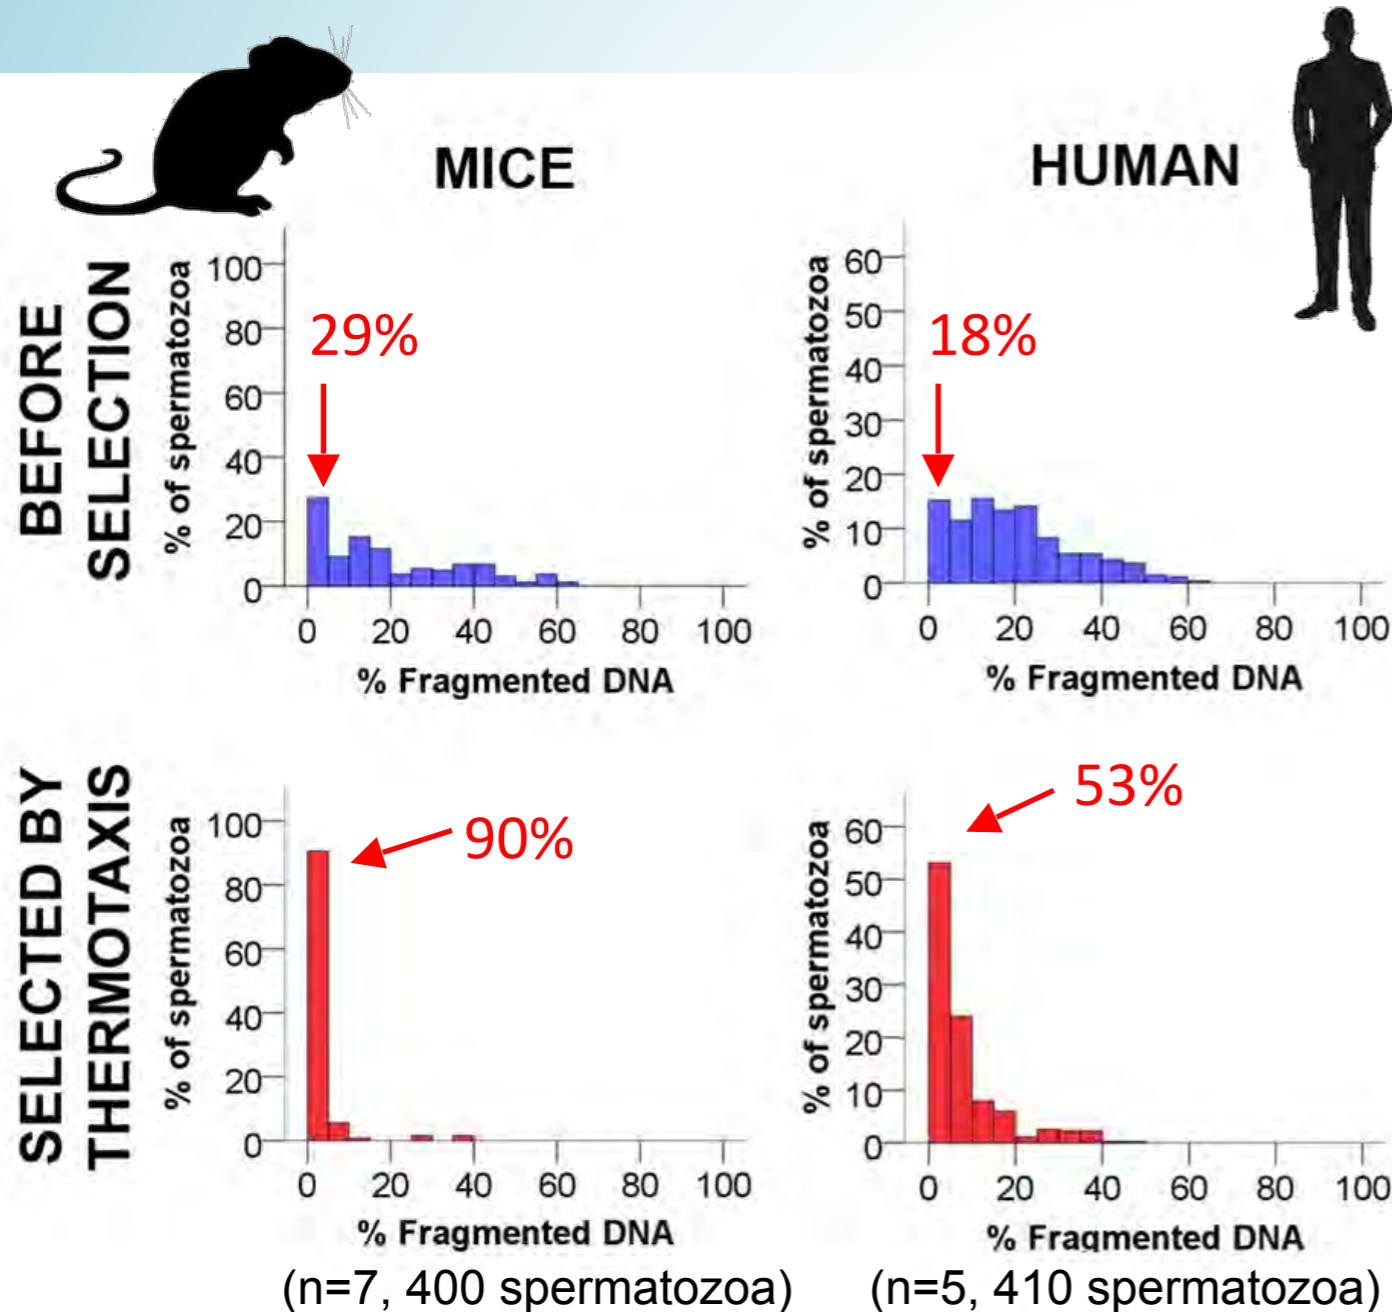 MICE
HUMAN
BEFORE
SELECTION
% of spermatozoa
100
80
60
40
20
0
29%
0 20 40 60 80 100
% Fragmented DNA
% of spermatozoa
60
50
40
30
20
10
0
18%
0 20 40 60 80 100
% Fragmented DNA
SELECTED BY
THERMOTAXIS
% of spermatozoa
100
80
60
40
20
0
90%
0 20 40 60 80 100
% Fragmented DNA
(n=7, 400 spermatozoa)
% of spermatozoa
60
50
40
30
20
10
0
53%
0 20 40 60 80 100
% Fragmented DNA
(n=5, 410 spermatozoa)